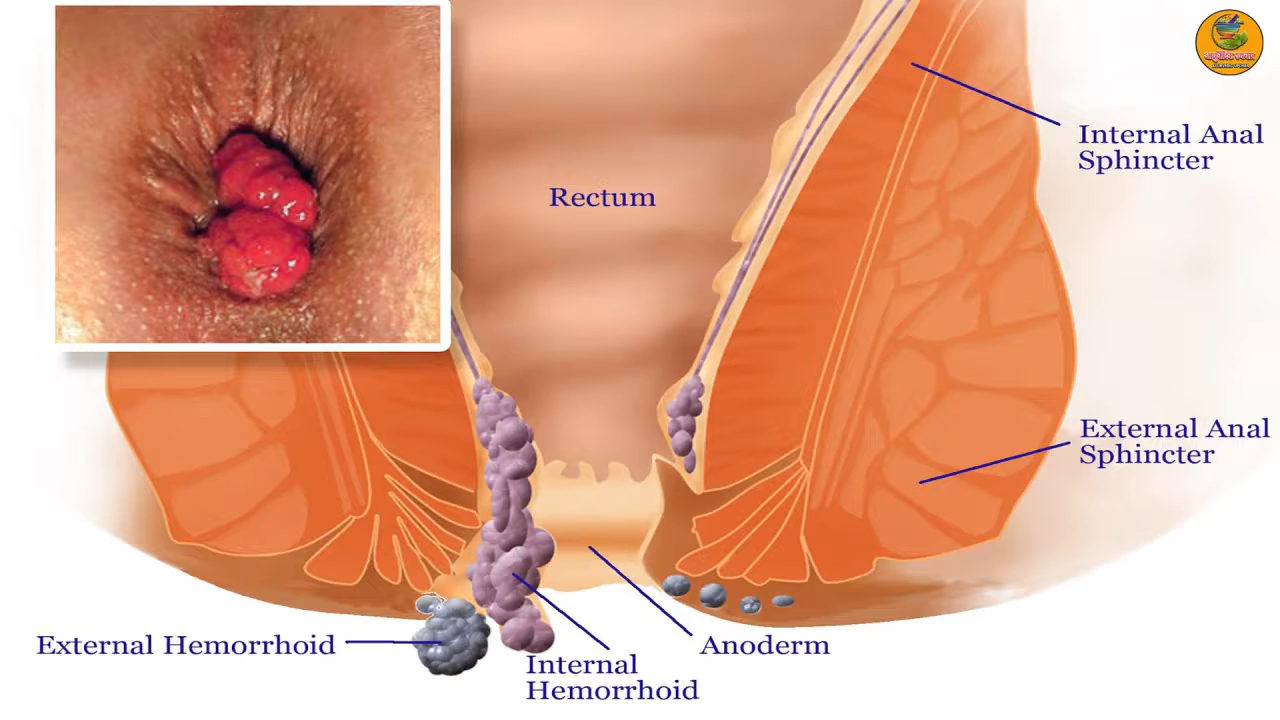 Internal Anal
Sphincter
Rectum
External Anal
Sphincter
External Hemorrhoid
Internal
Hemorrhoid
Anoderm